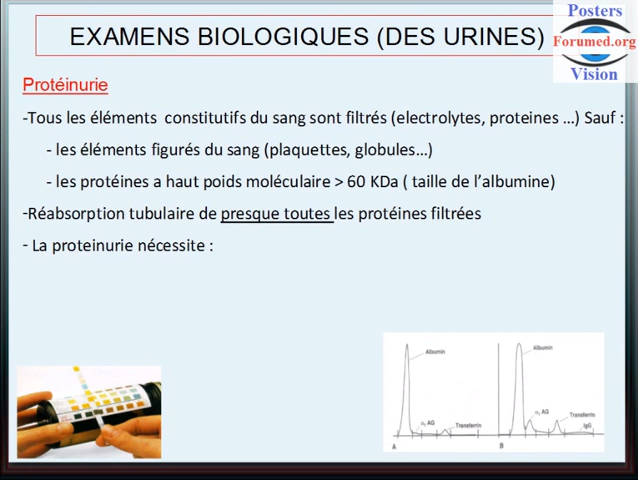 Posters
EXAMENS BIOLOGIQUES (DES URINES)
Forumed.org
Vision
Protéinurie
-Tous les éléments constitutifs du sang sont filtrés (electrolytes, proteines ...) Sauf :
- les éléments figurés du sang (plaquettes, globules...)
- les protéines a haut poids moléculaire > 60 KDa ( taille de l'albumine)
-Réabsorption tubulaire de presque toutes les protéines filtrées
- La proteinurie nécessite :
Albumin
α₁ AG
Transferrin
A
Albumin
α₁ AG
Transferrin
IgG
B